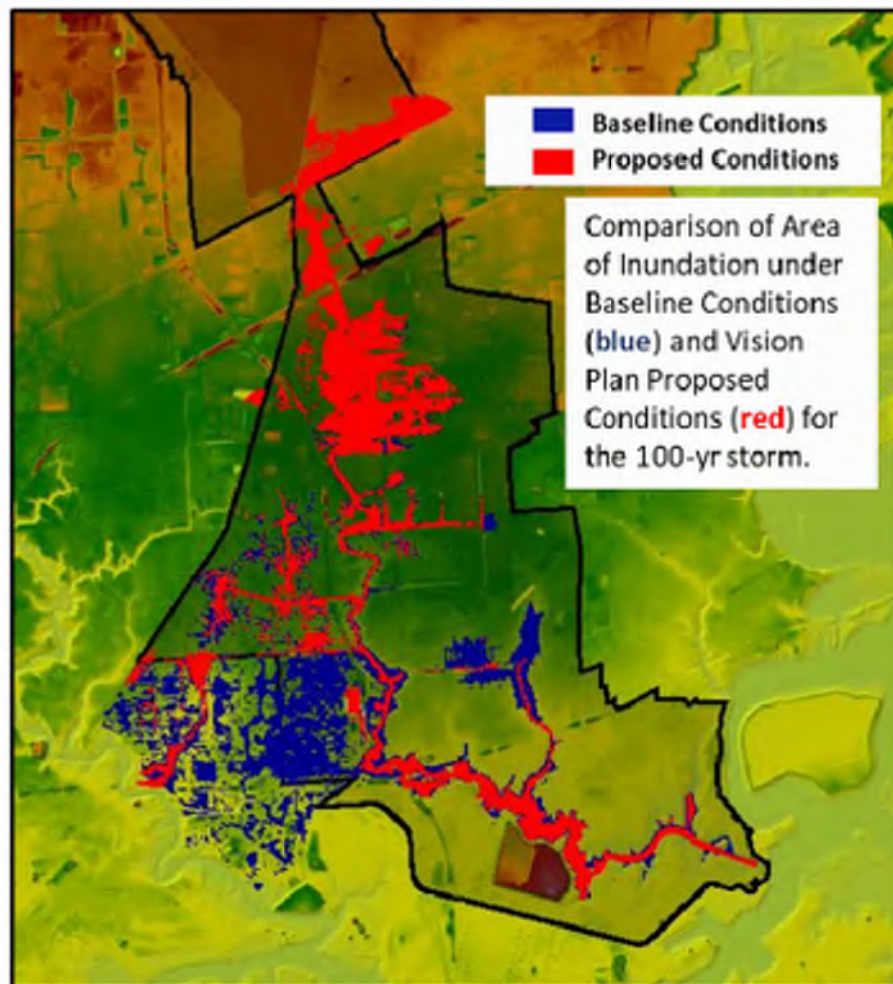 Baseline Conditions
Proposed Conditions
Comparison of Area
of Inundation under
Baseline Conditions
(blue) and Vision
Plan Proposed
Conditions (red) for
the 100-yr storm.